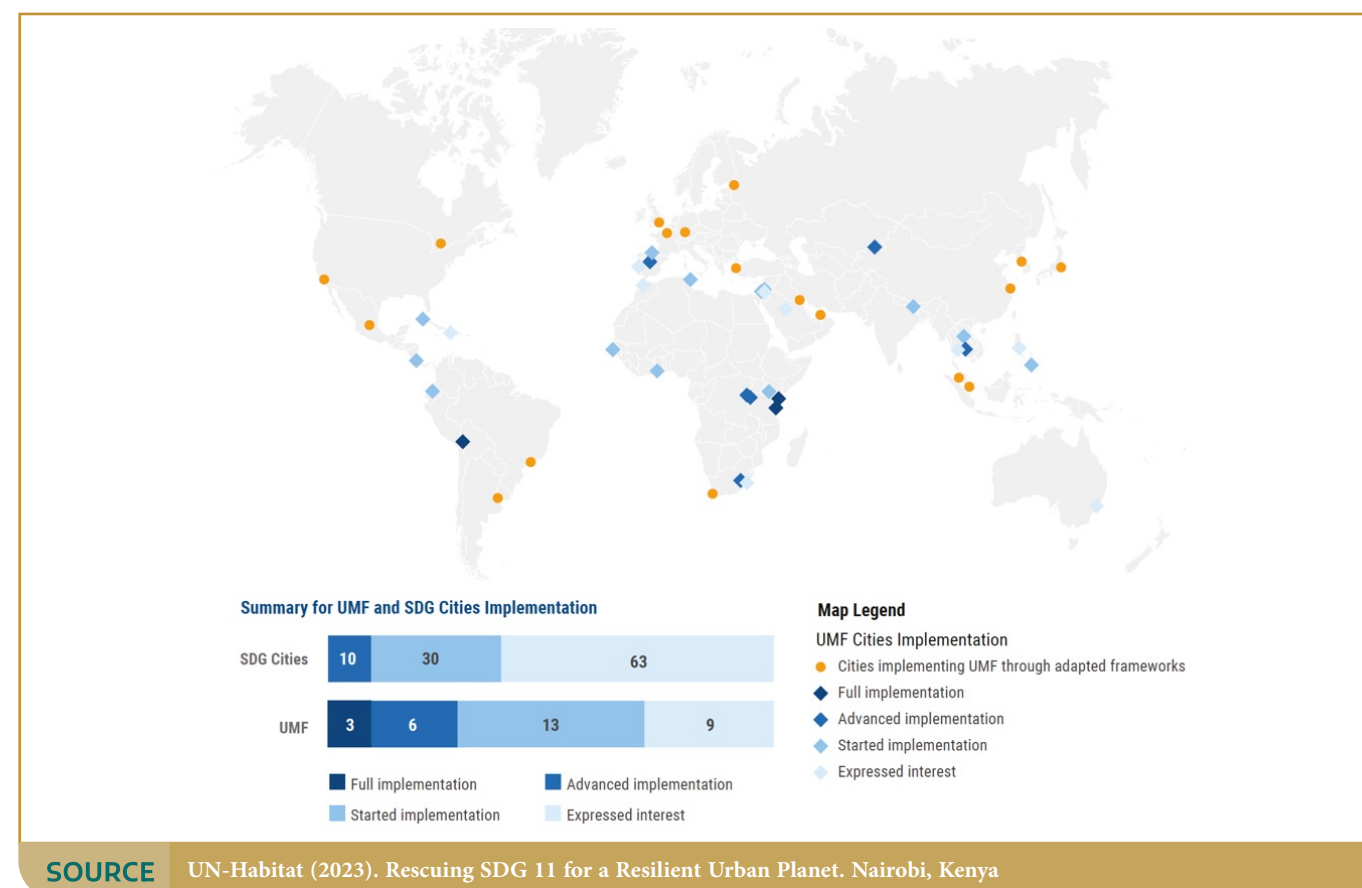 Summary for UMF and SDG Cities Implementation
SDG Cities 10 30 63
UMF 3 6 13 9
Full implementation Advanced implementation
Started implementation Expressed interest
Map Legend
UMF Cities Implementation
Cities implementing UMF through adapted frameworks
Full implementation
Advanced implementation
Started implementation
Expressed interest
SOURCE UN-Habitat (2023). Rescuing SDG 11 for a Resilient Urban Planet. Nairobi, Kenya